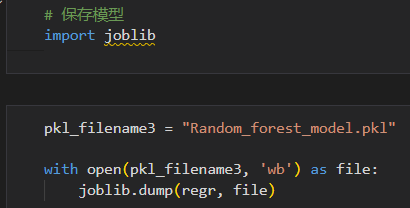 # 保存模型
import joblib
pkl_filename3 = "Random_forest_model.pkl"
with open(pkl_filename3, 'wb') as file:
    joblib.dump(regr, file)